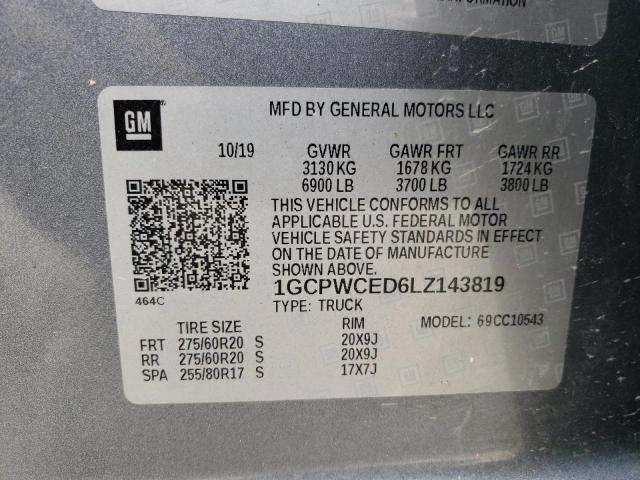 GM
MFD BY GENERAL MOTORS LLC
10/19 GVWR GAWR FRT GAWR RR
3130 KG 1678 KG 1724 KG
6900 LB 3700 LB 3800 LB
THIS VEHICLE CONFORMS TO ALL
APPLICABLE U.S. FEDERAL MOTOR
VEHICLE SAFETY STANDARDS IN EFFECT
ON THE DATE OF MANUFACTURE
SHOWN ABOVE.
464C
1GCPWCED6LZ143819
TYPE: TRUCK
MODEL: 69CC10543
TIRE SIZE RIM
FRT 275/60R20 S 20X9J
RR 275/60R20 S 20X9J
SPA 255/80R17 S 17X7J